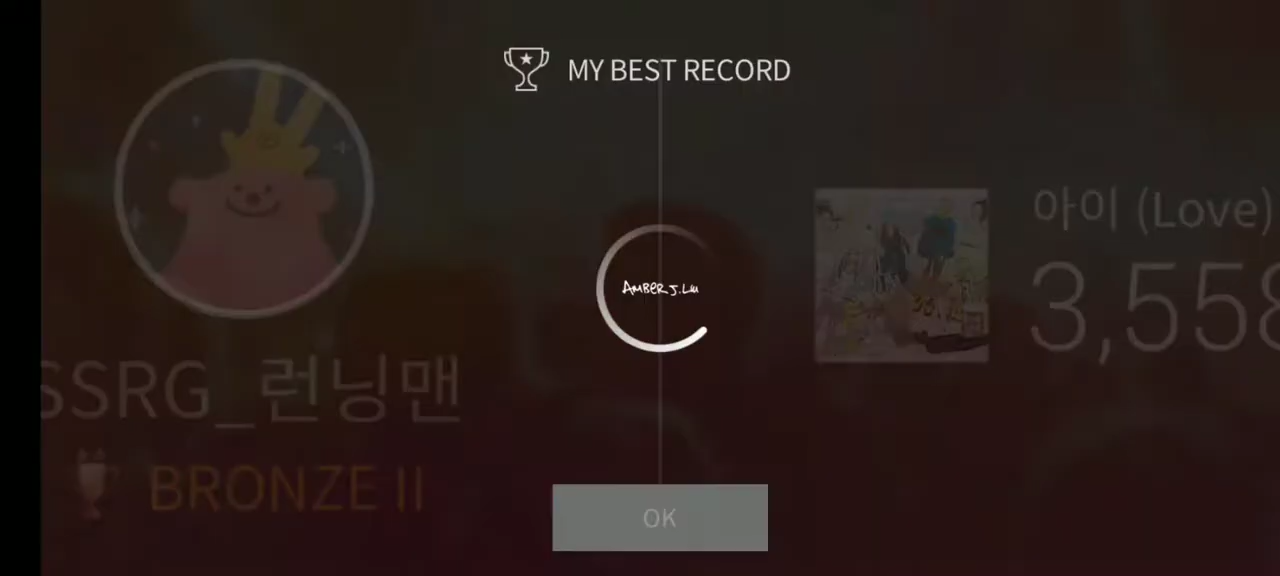 MY BEST RECORD
아이 (Love)
3,558
AMBER J.LIU
SSRG_런닝맨
BRONZE II
OK